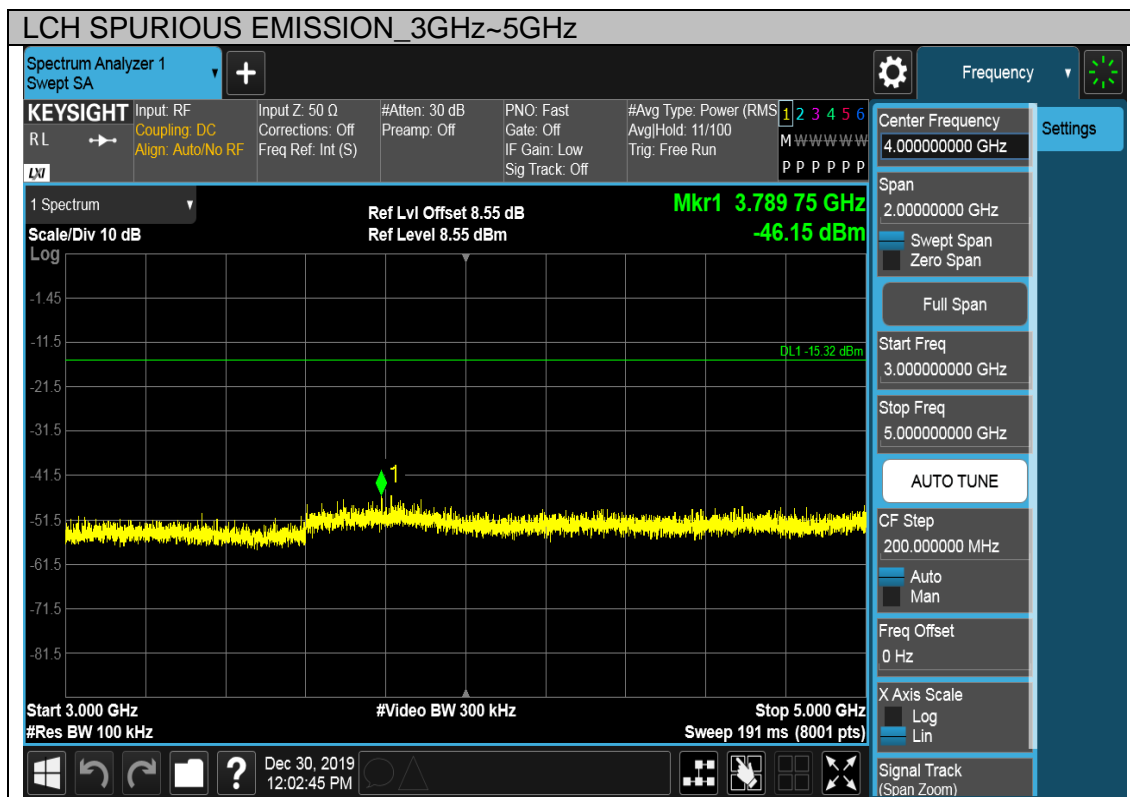 LCH SPURIOUS EMISSION_3GHz~5GHz
Spectrum Analyzer 1
Swept SA
+
Frequency
KEYSIGHT
RL
LXI
Input: RF
Coupling: DC
Align: Auto/No RF
Input Z: 50 Ω
Corrections: Off
Freq Ref: Int (S)
#Atten: 30 dB
Preamp: Off
PNO: Fast
Gate: Off
IF Gain: Low
Sig Track: Off
#Avg Type: Power (RMS
Avg|Hold: 11/100
Trig: Free Run
1 2 3 4 5 6
M W W W W W
P P P P P P
1 Spectrum
Scale/Div 10 dB
Log
Ref Lvl Offset 8.55 dB
Ref Level 8.55 dBm
Mkr1 3.789 75 GHz
-46.15 dBm
-1.45
-11.5
DL1 -15.32 dBm
-21.5
-31.5
-41.5
1
-51.5
-61.5
-71.5
-81.5
Start 3.000 GHz
#Res BW 100 kHz
#Video BW 300 kHz
Stop 5.000 GHz
Sweep 191 ms (8001 pts)
Center Frequency
4.000000000 GHz
Settings
Span
2.00000000 GHz
Swept Span
Zero Span
Full Span
Start Freq
3.000000000 GHz
Stop Freq
5.000000000 GHz
AUTO TUNE
CF Step
200.000000 MHz
Auto
Man
Freq Offset
0 Hz
X Axis Scale
Log
Lin
Signal Track
(Span Zoom)
?
Dec 30, 2019
12:02:45 PM